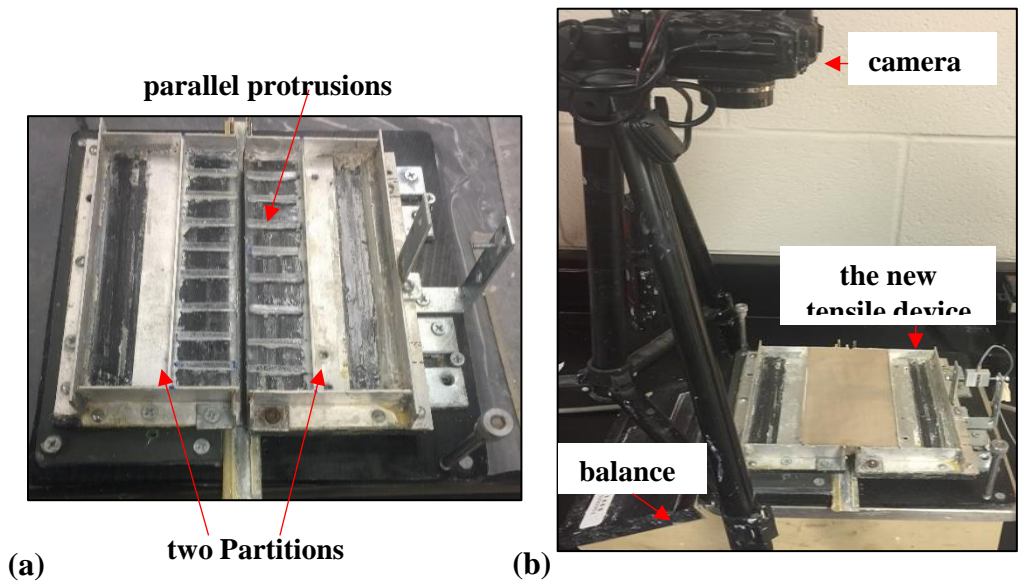 parallel protrusions
two Partitions
(a)
camera
the new
tensile device
balance
(b)